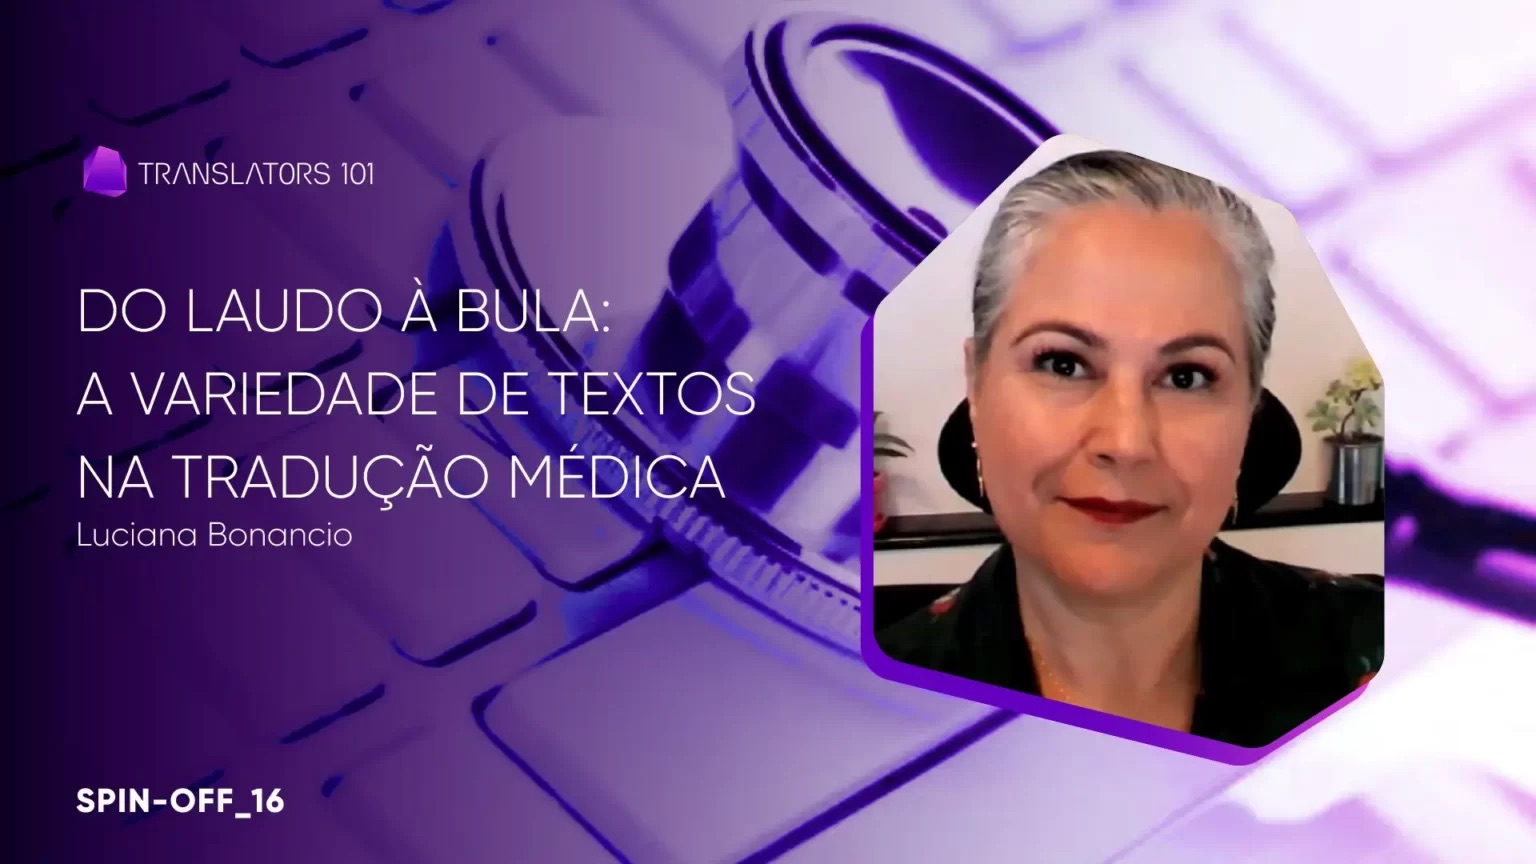 TRANSLATORS 101
DO LAUDO À BULA:
A VARIEDADE DE TEXTOS
NA TRADUÇÃO MÉDICA
Luciana Bonancio
SPIN-OFF_16